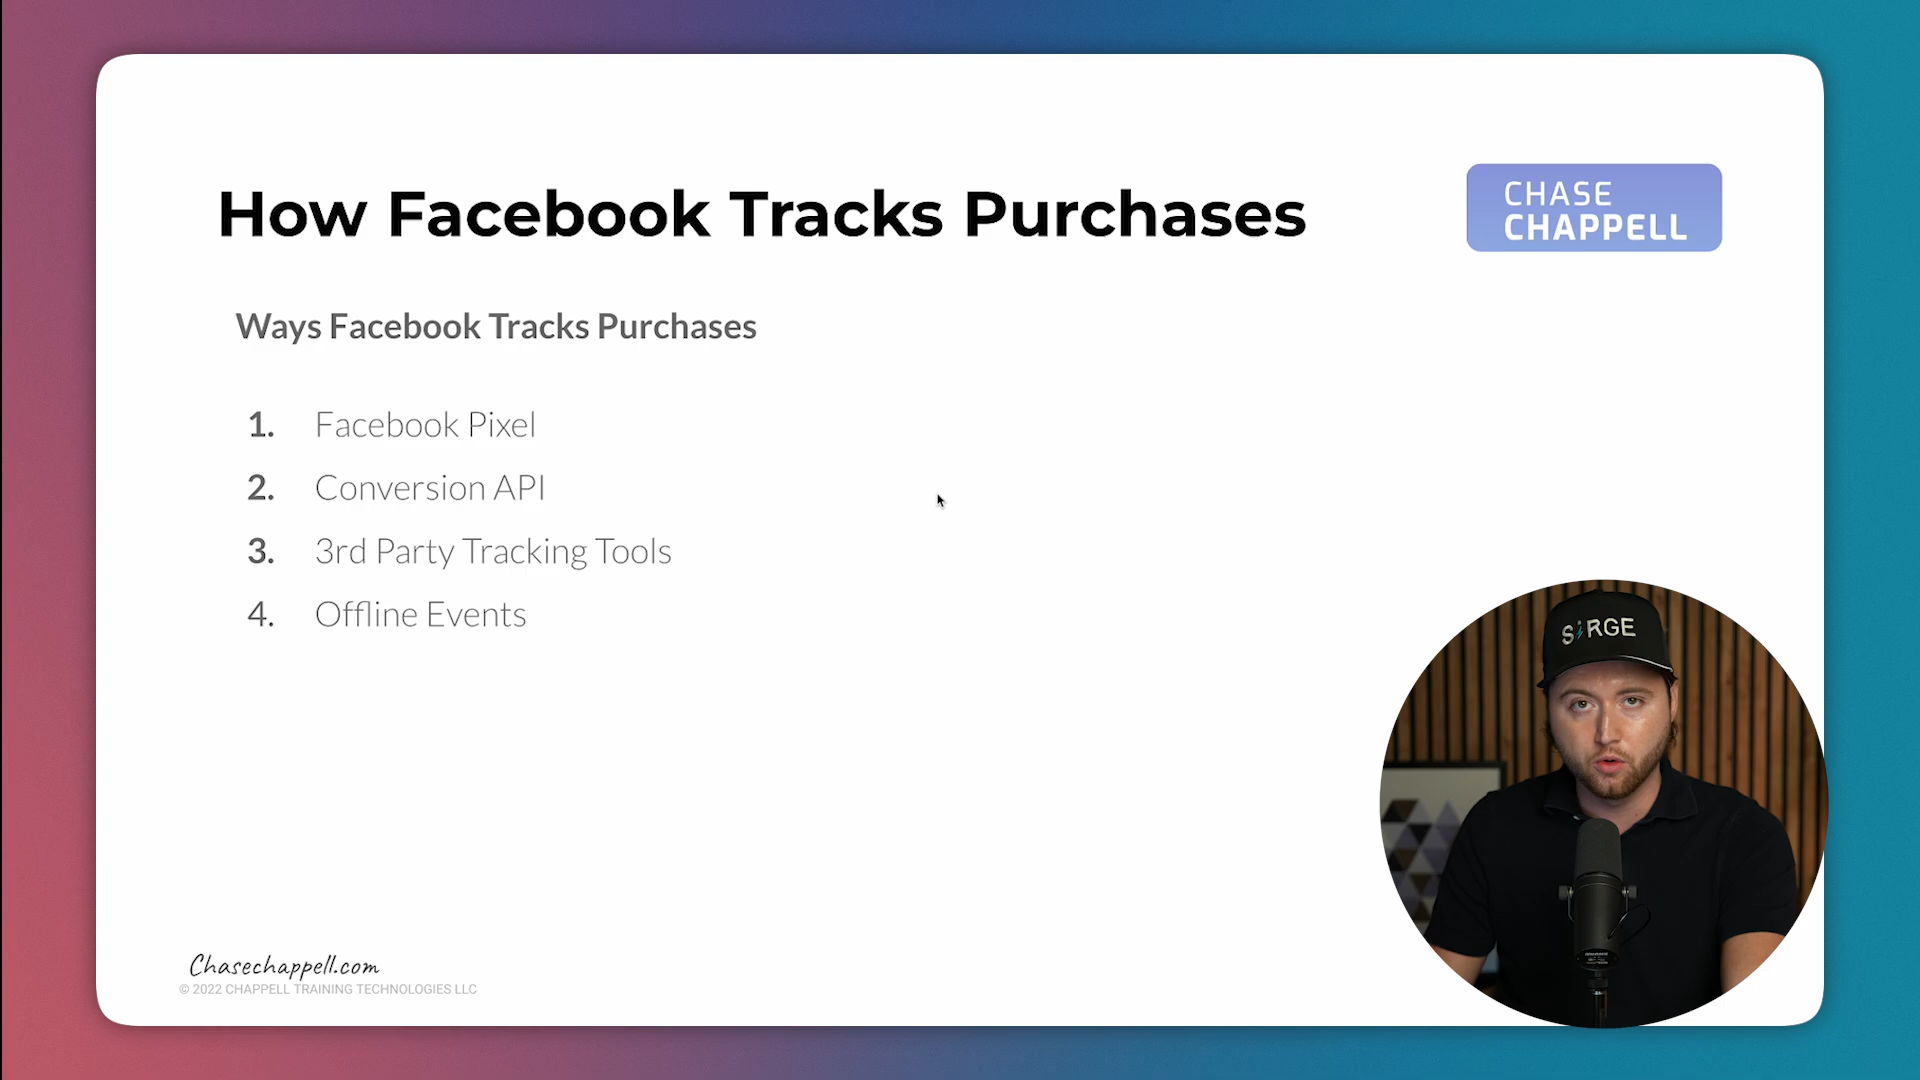 How Facebook Tracks Purchases
CHASE
CHAPPELL
Ways Facebook Tracks Purchases
1. Facebook Pixel
2. Conversion API
3. 3rd Party Tracking Tools
4. Offline Events
SIRGE
Chasechappell.com
© 2022 CHAPPELL TRAINING TECHNOLOGIES LLC